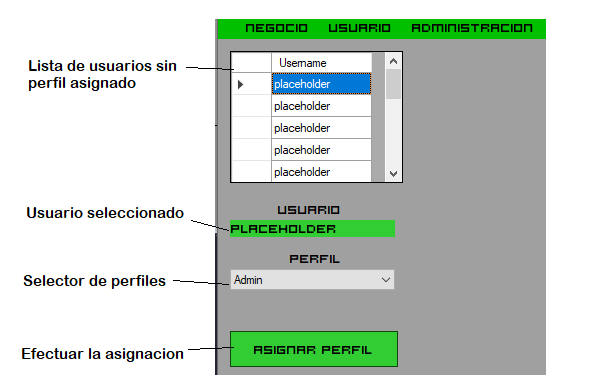 NEGOCIO USUARIO ADMINISTRACION
Lista de usuarios sin
perfil asignado
Username
placeholder
placeholder
placeholder
placeholder
placeholder
USUARIO
Usuario seleccionado
PLACEHOLDER
PERFIL
Selector de perfiles
Admin
Efectuar la asignacion
ASIGNAR PERFIL